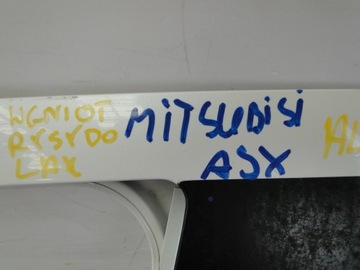 MITSUBISI
ASX
WGNIOT
RYSYDO
LAK